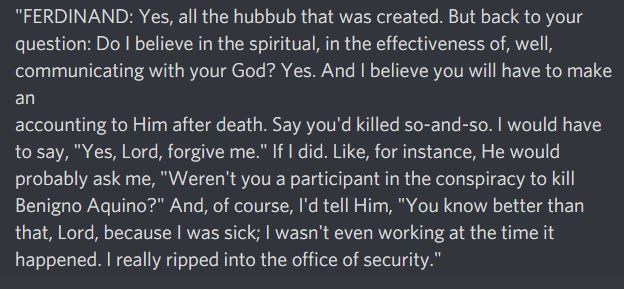 "FERDINAND: Yes, all the hubbub that was created. But back to your
question: Do I believe in the spiritual, in the effectiveness of, well,
communicating with your God? Yes. And I believe you will have to make
an
accounting to Him after death. Say you'd killed so-and-so. I would have
to say, "Yes, Lord, forgive me." If I did. Like, for instance, He would
probably ask me, "Weren't you a participant in the conspiracy to kill
Benigno Aquino?" And, of course, I'd tell Him, "You know better than
that, Lord, because I was sick; I wasn't even working at the time it
happened. I really ripped into the office of security."